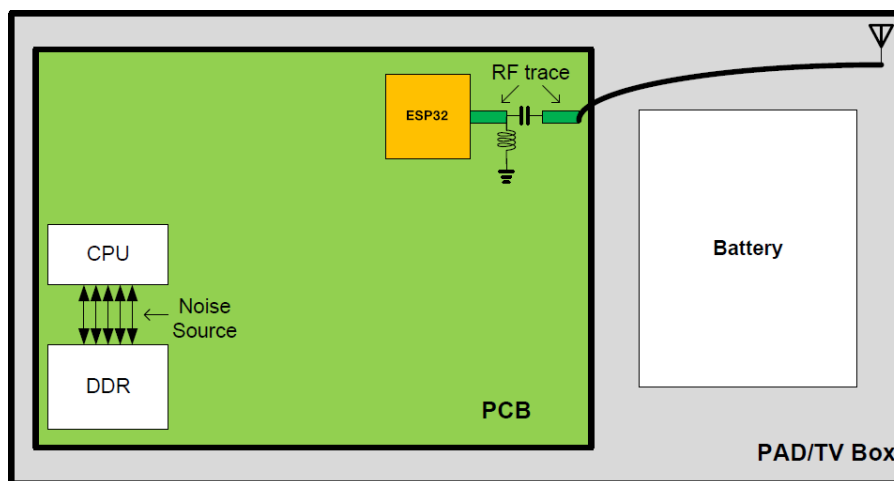 RF trace
ESP32
CPU
Noise
Source
DDR
Battery
PCB
PAD/TV Box